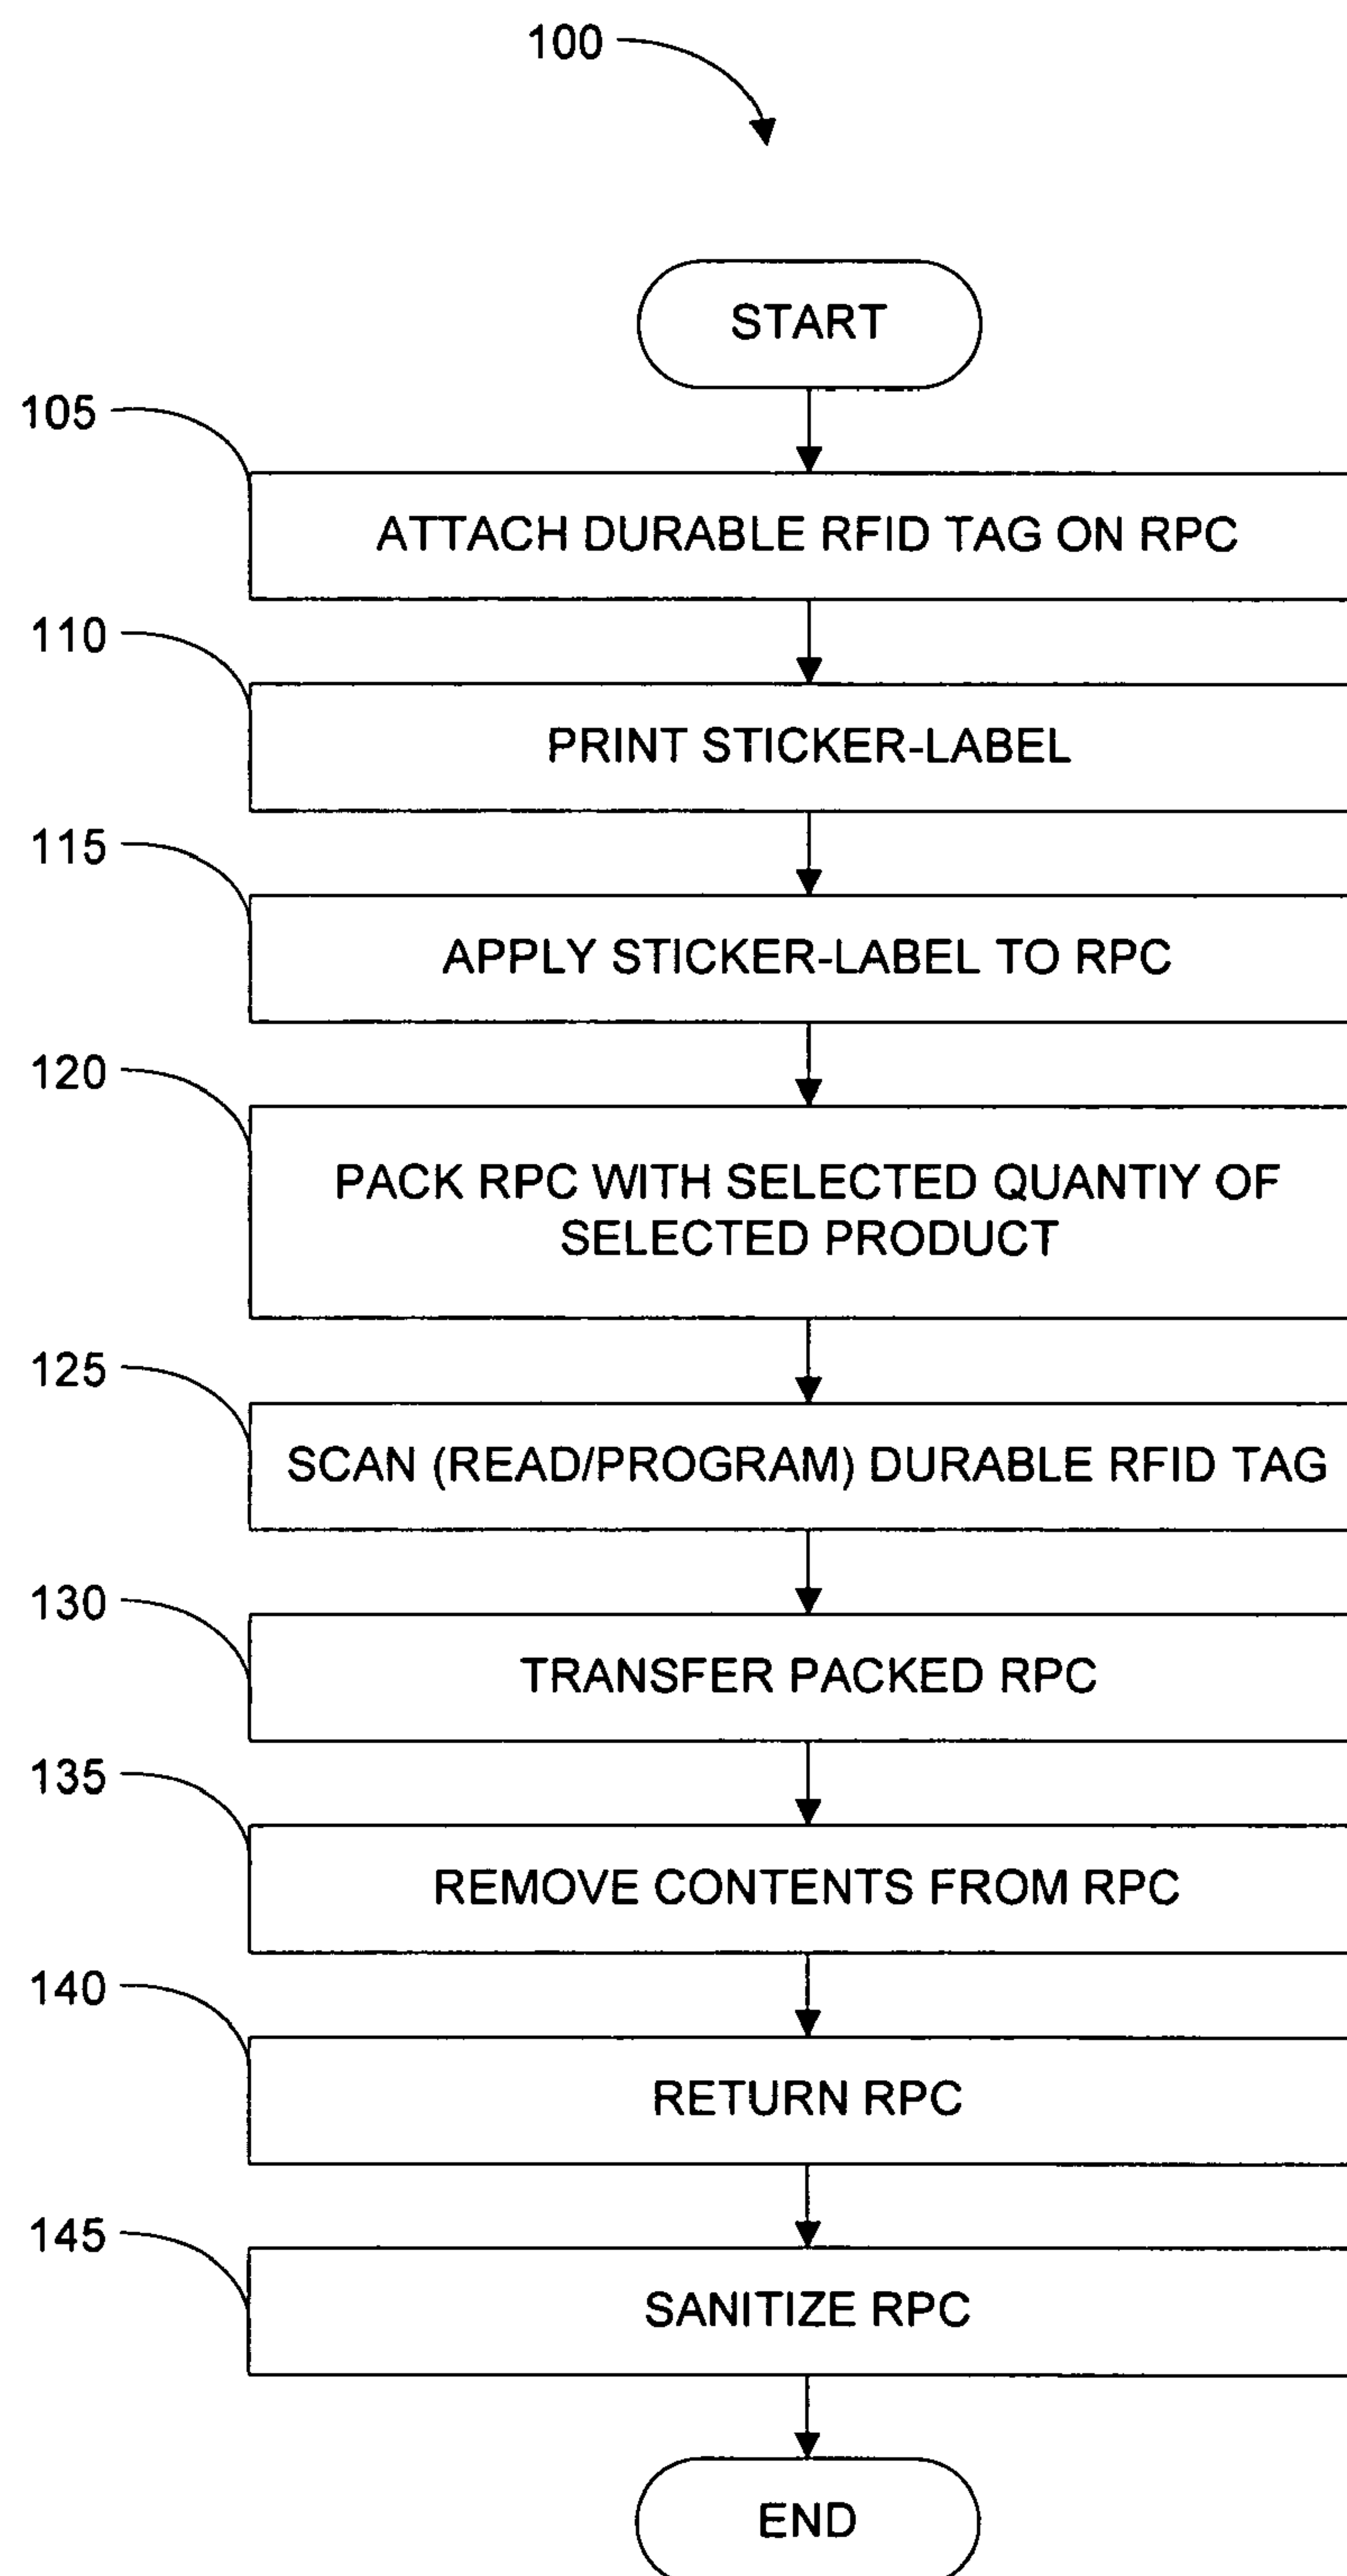 100
START
105
ATTACH DURABLE RFID TAG ON RPC
110
PRINT STICKER-LABEL
115
APPLY STICKER-LABEL TO RPC
120
PACK RPC WITH SELECTED QUANTIY OF
SELECTED PRODUCT
125
SCAN (READ/PROGRAM) DURABLE RFID TAG
130
TRANSFER PACKED RPC
135
REMOVE CONTENTS FROM RPC
140
RETURN RPC
145
SANITIZE RPC
END